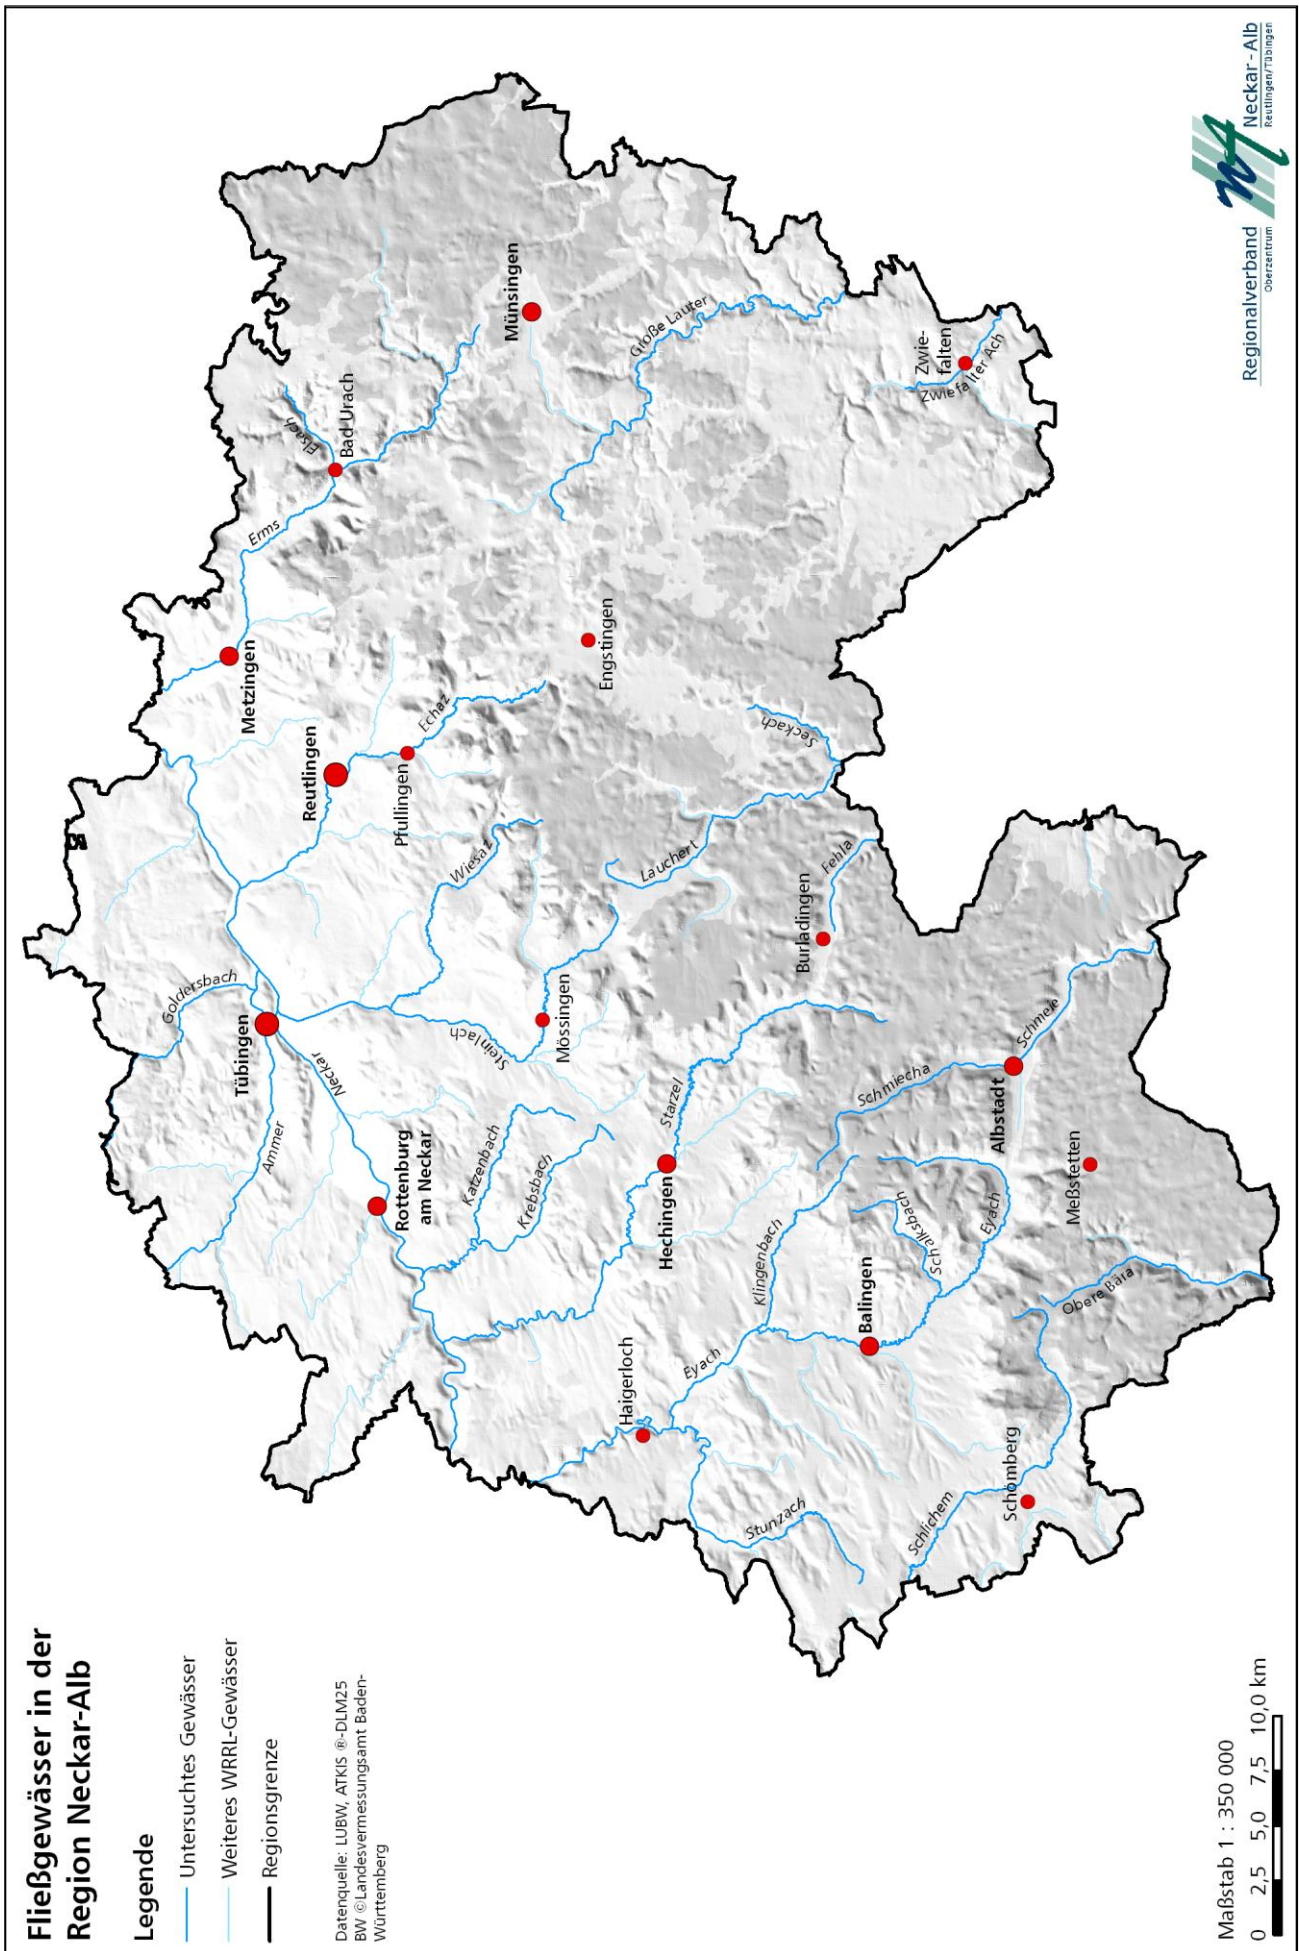 Fließgewässer in der
Region Neckar-Alb
Legende
Untersuchtes Gewässer
Weiteres WRRL-Gewässer
Regionsgrenze
Datenquelle: LUBW, ATKIS ®-DLM25
BW ©Landesvermessungsamt Baden-
Württemberg
Maßstab 1 : 350 000
0 2,5 5,0 7,5 10,0 km
Goldersbach
Tübingen
Neckar
Ammer
Rottenburg
am Neckar
Katzenbach
Krebsbach
Steinlach
Mössingen
Wiesaz
Metzingen
Erms
Elsach
Bad Urach
Reutlingen
Pfullingen
Echaz
Engstingen
Münsingen
Große Lauter
Zwie-
falten
Zwiefalter Ach
Seckach
Lauchert
Fehla
Burladingen
Starzel
Hechingen
Haigerloch
Eyach
Klingenbach
Balingen
Schalksbach
Eyach
Schmiecha
Albstadt
Schmeie
Meßstetten
Obere Bära
Schömberg
Schlichem
Stunzach
Regionalverband
Oberzentrum
nA
Neckar - Alb
Reutlingen/Tübingen